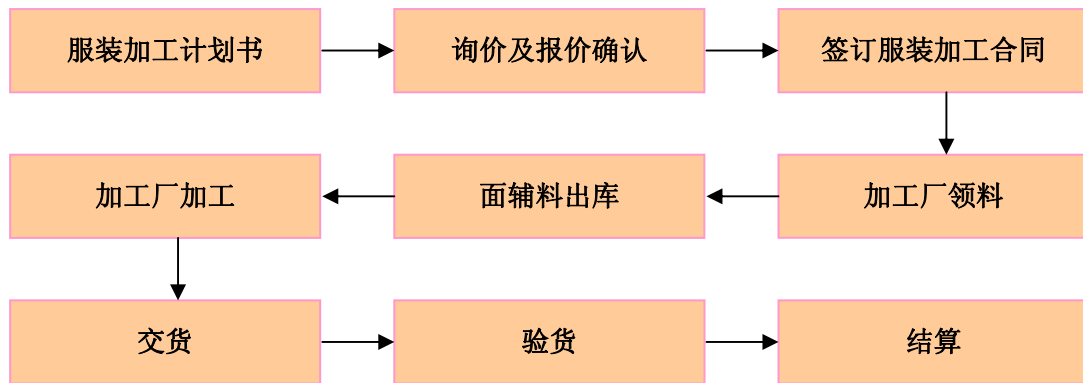 服装加工计划书
询价及报价确认
签订服装加工合同
加工厂加工
面辅料出库
加工厂领料
交货
验货
结算